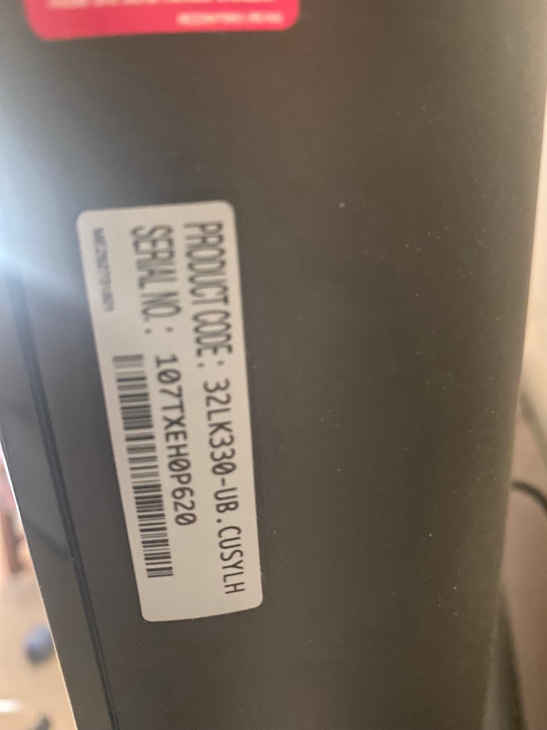 PRODUCT CODE : 32LK330-UB.CUSYLH
SERIAL NO. : 107TXEH0P620